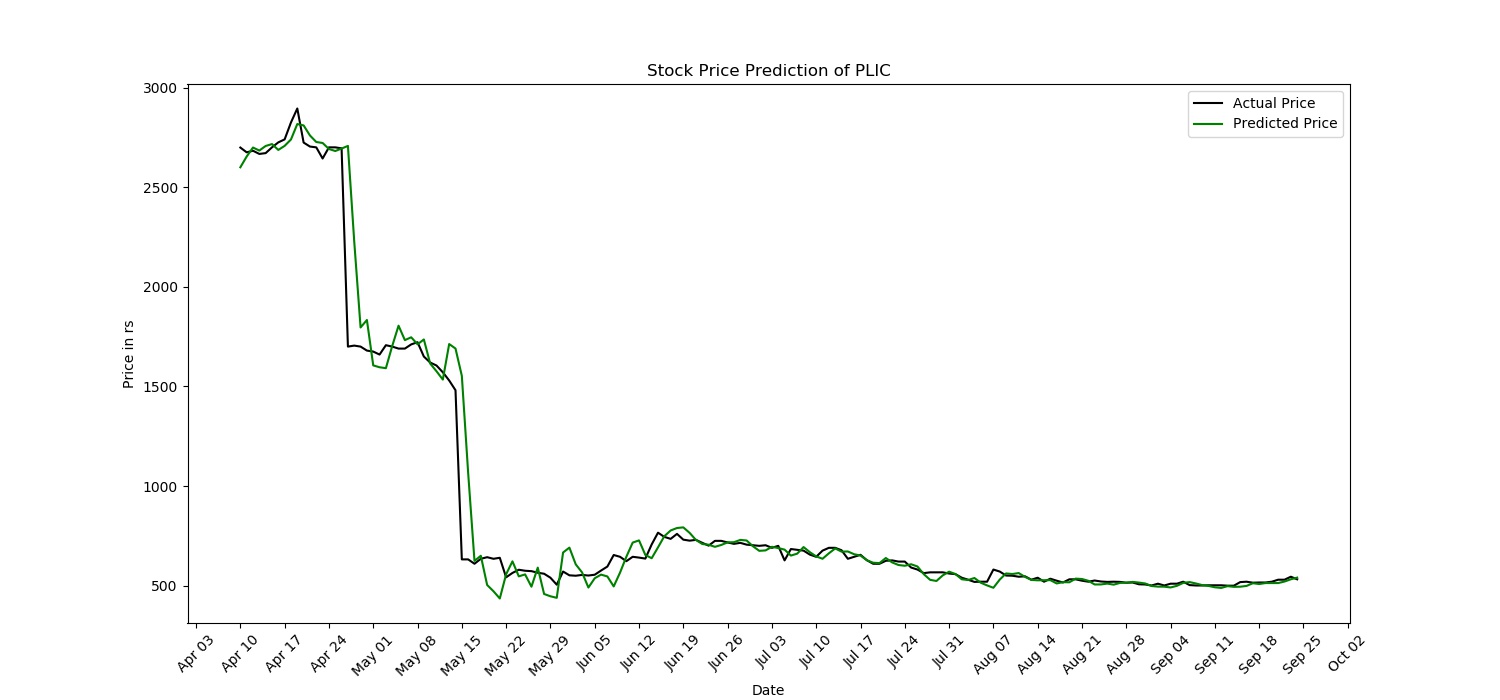 Stock Price Prediction of PLIC
Actual Price
Predicted Price
Price in rs
3000
2500
2000
1500
1000
500
Apr 03
Apr 10
Apr 17
Apr 24
May 01
May 08
May 15
May 22
May 29
Jun 05
Jun 12
Jun 19
Jun 26
Jul 03
Jul 10
Jul 17
Jul 24
Jul 31
Aug 07
Aug 14
Aug 21
Aug 28
Sep 04
Sep 11
Sep 18
Sep 25
Oct 02
Date